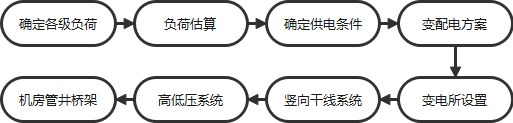 确定各级负荷
负荷估算
确定供电条件
变配电方案
变电所设置
竖向干线系统
高低压系统
机房管井桥架